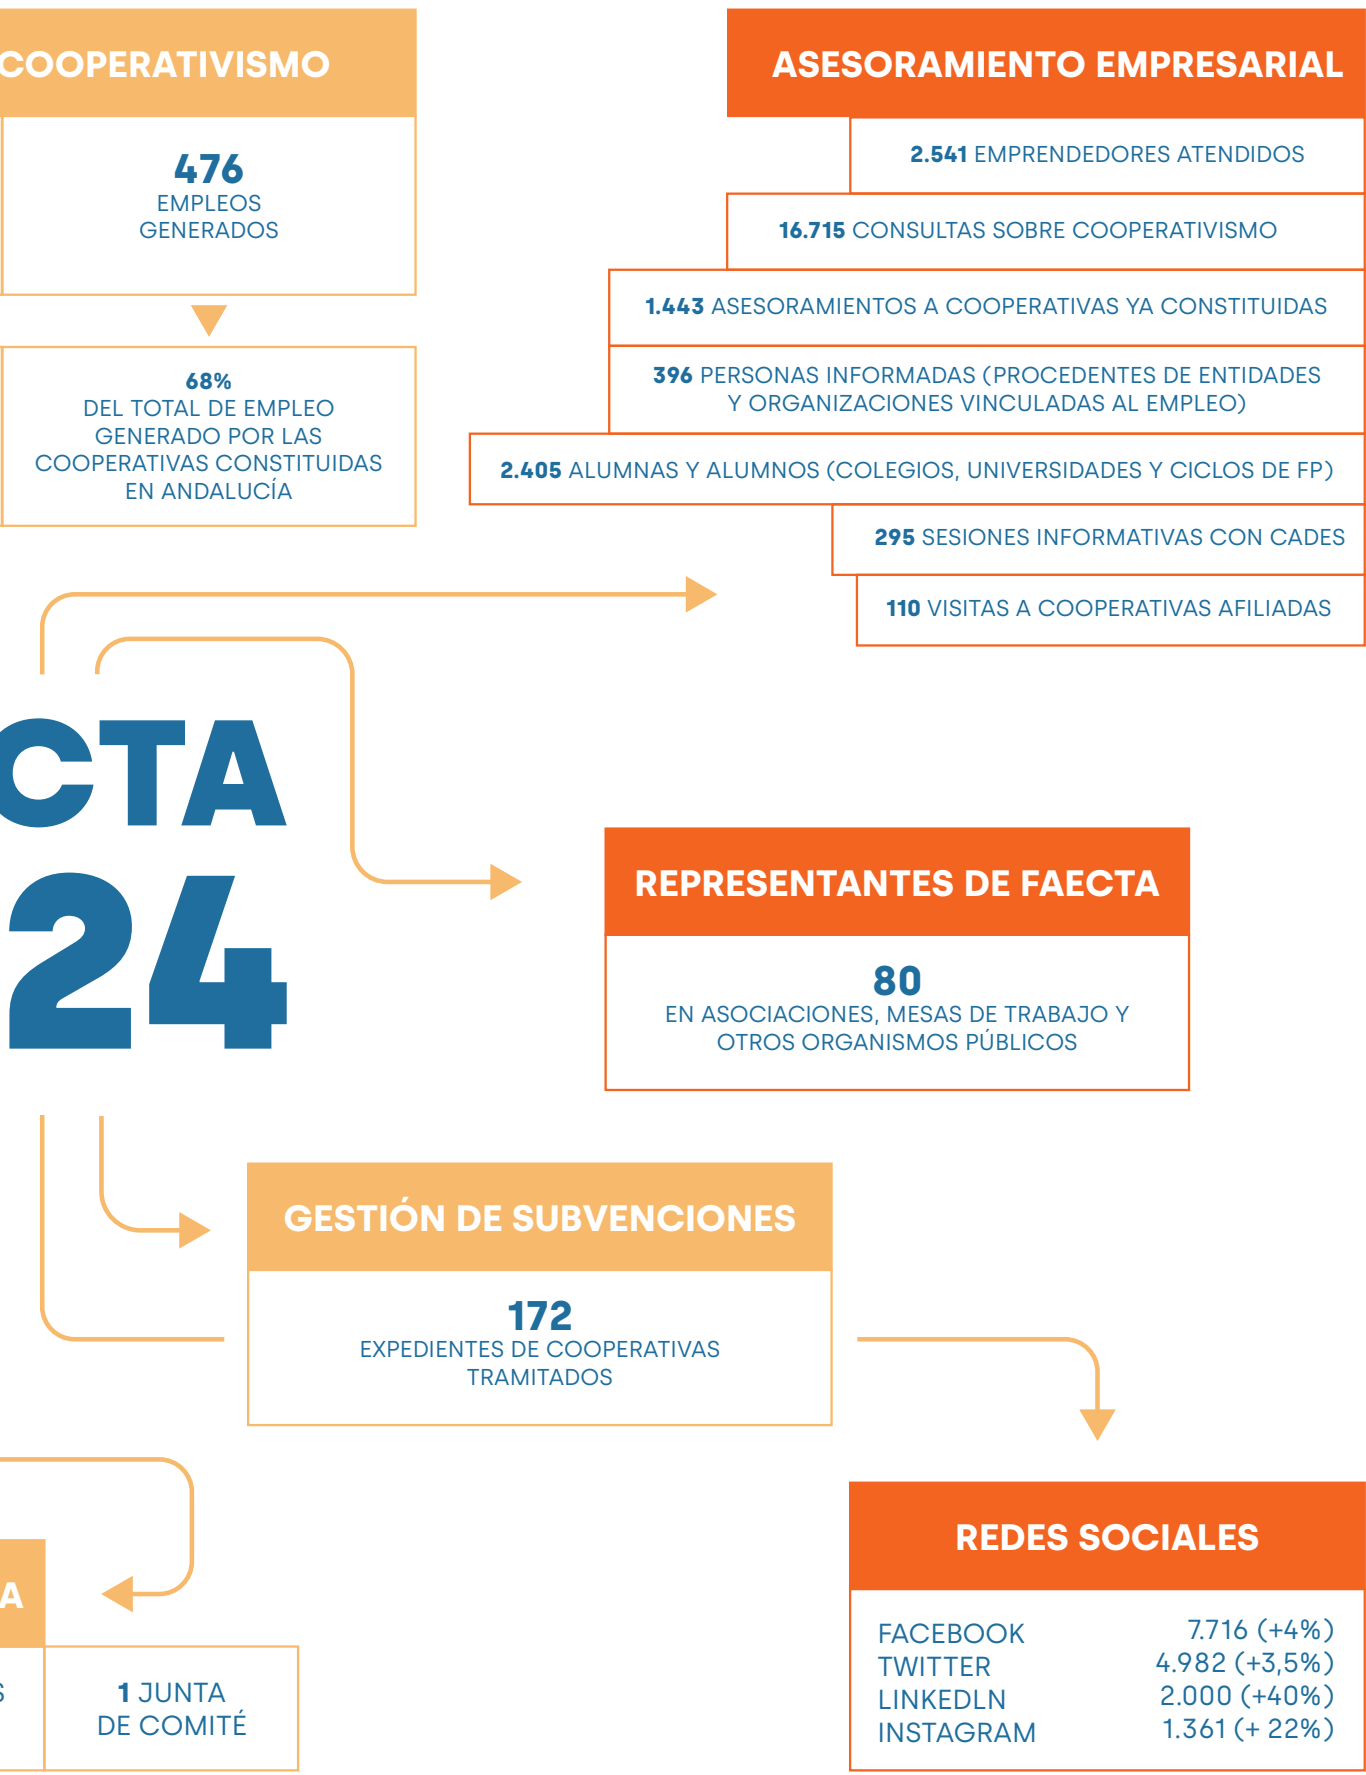 COOPERATIVISMO
476
EMPLEOS
GENERADOS
68%
DEL TOTAL DE EMPLEO
GENERADO POR LAS
COOPERATIVAS CONSTITUIDAS
EN ANDALUCÍA
ASESORAMIENTO EMPRESARIAL
2.541 EMPRENDEDORES ATENDIDOS
16.715 CONSULTAS SOBRE COOPERATIVISMO
1.443 ASESORAMIENTOS A COOPERATIVAS YA CONSTITUIDAS
396 PERSONAS INFORMADAS (PROCEDENTES DE ENTIDADES
Y ORGANIZACIONES VINCULADAS AL EMPLEO)
2.405 ALUMNAS Y ALUMNOS (COLEGIOS, UNIVERSIDADES Y CICLOS DE FP)
295 SESIONES INFORMATIVAS CON CADES
110 VISITAS A COOPERATIVAS AFILIADAS
CTA
24
REPRESENTANTES DE FAECTA
80
EN ASOCIACIONES, MESAS DE TRABAJO Y
OTROS ORGANISMOS PÚBLICOS
GESTIÓN DE SUBVENCIONES
172
EXPEDIENTES DE COOPERATIVAS
TRAMITADOS
A
S
1 JUNTA
DE COMITÉ
REDES SOCIALES
FACEBOOK 7.716 (+4%)
TWITTER 4.982 (+3,5%)
LINKEDLN 2.000 (+40%)
INSTAGRAM 1.361 (+ 22%)